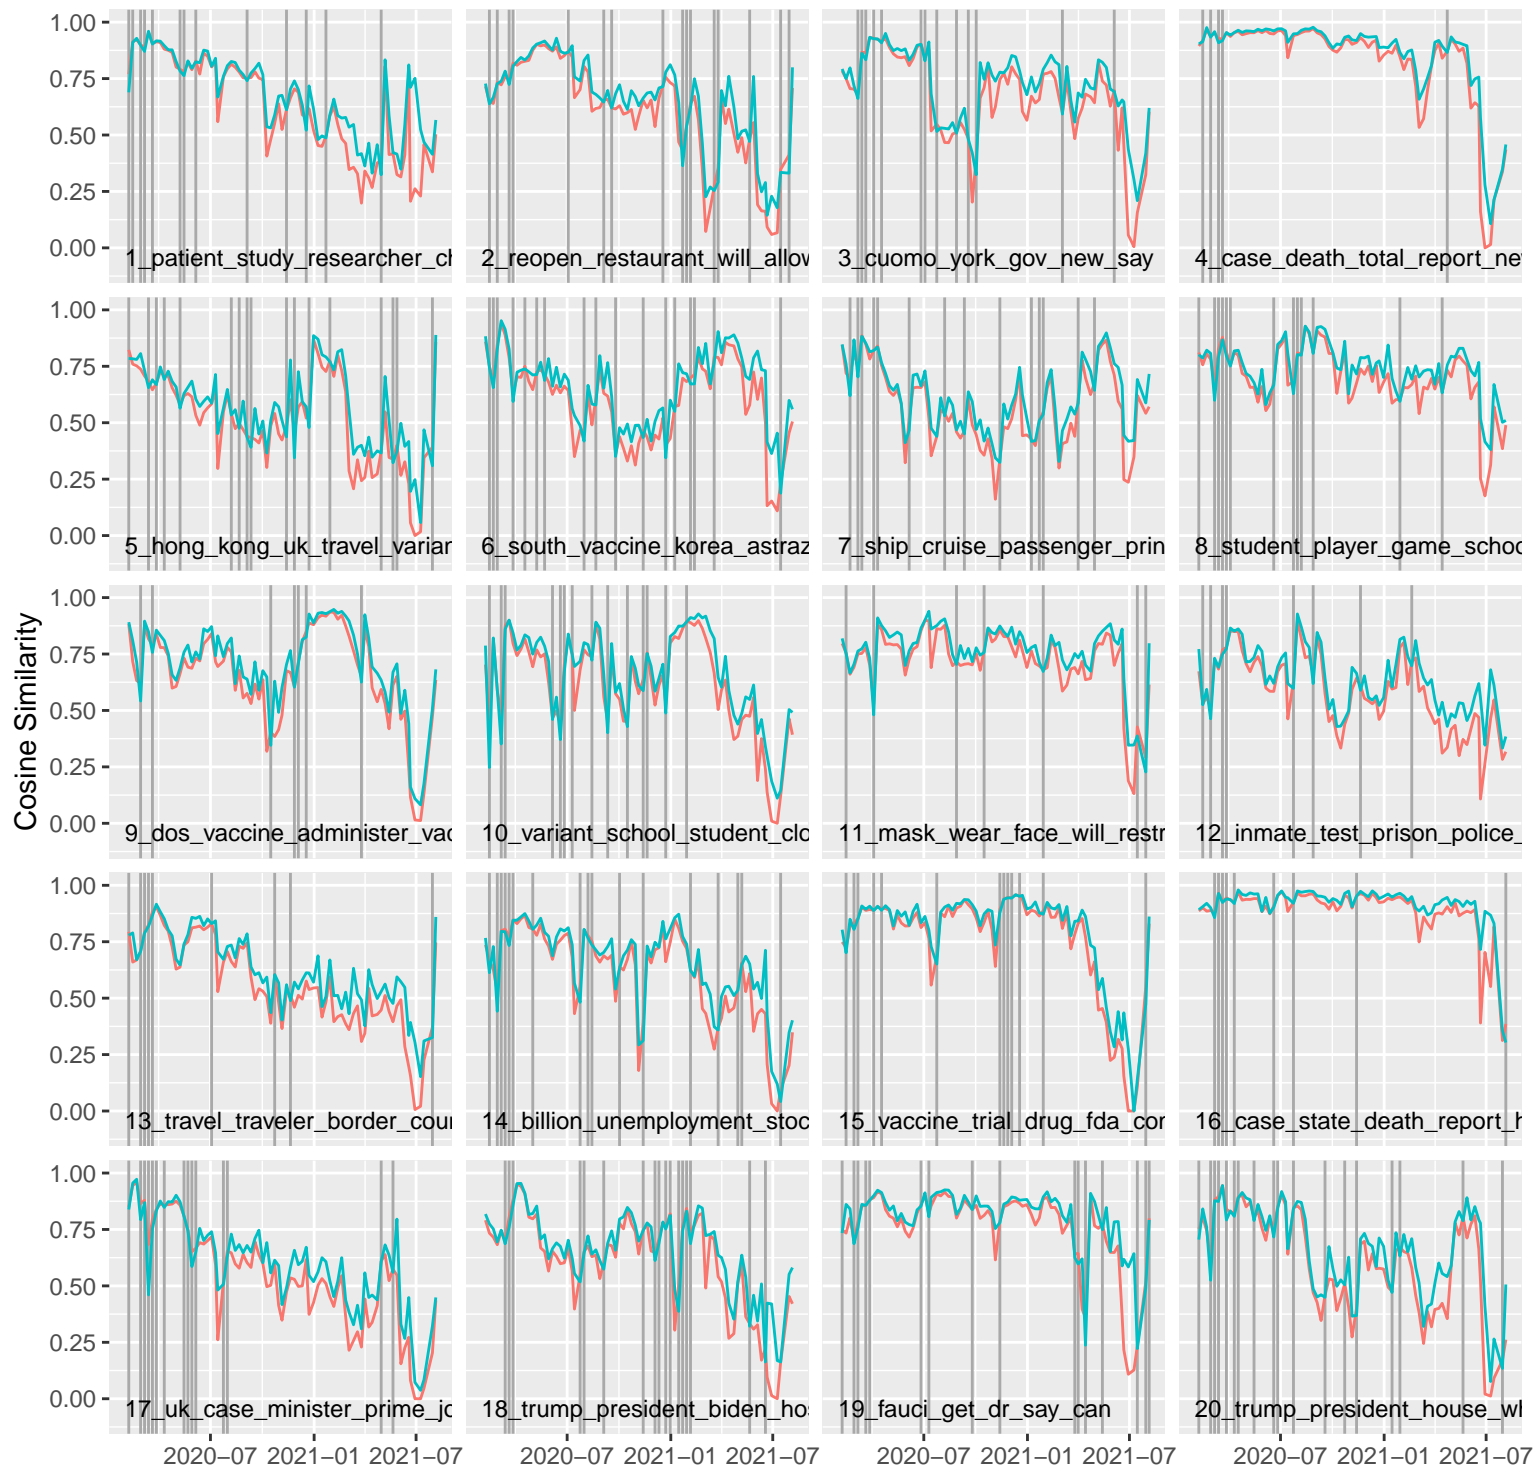 1.00
0.75
0.50
0.25
0.00
1_patient_study_researcher_ch
2_reopen_restaurant_will_allow
3_cuomo_york_gov_new_say
4_case_death_total_report_new
1.00
0.75
0.50
0.25
0.00
5_hong_kong_uk_travel_varian
6_south_vaccine_korea_astraz
7_ship_cruise_passenger_prin
8_student_player_game_schoo
Cosine Similarity
1.00
0.75
0.50
0.25
0.00
9_dos_vaccine_administer_vac
10_variant_school_student_clo
11_mask_wear_face_will_restr
12_inmate_test_prison_police_
1.00
0.75
0.50
0.25
0.00
13_travel_traveler_border_cour
14_billion_unemployment_stoc
15_vaccine_trial_drug_fda_cor
16_case_state_death_report_h
1.00
0.75
0.50
0.25
0.00
17_uk_case_minister_prime_jo
18_trump_president_biden_ho
19_fauci_get_dr_say_can
20_trump_president_house_wh
2020−07 2021−01 2021−07
2020−07 2021−01 2021−07
2020−07 2021−01 2021−07
2020−07 2021−01 2021−07